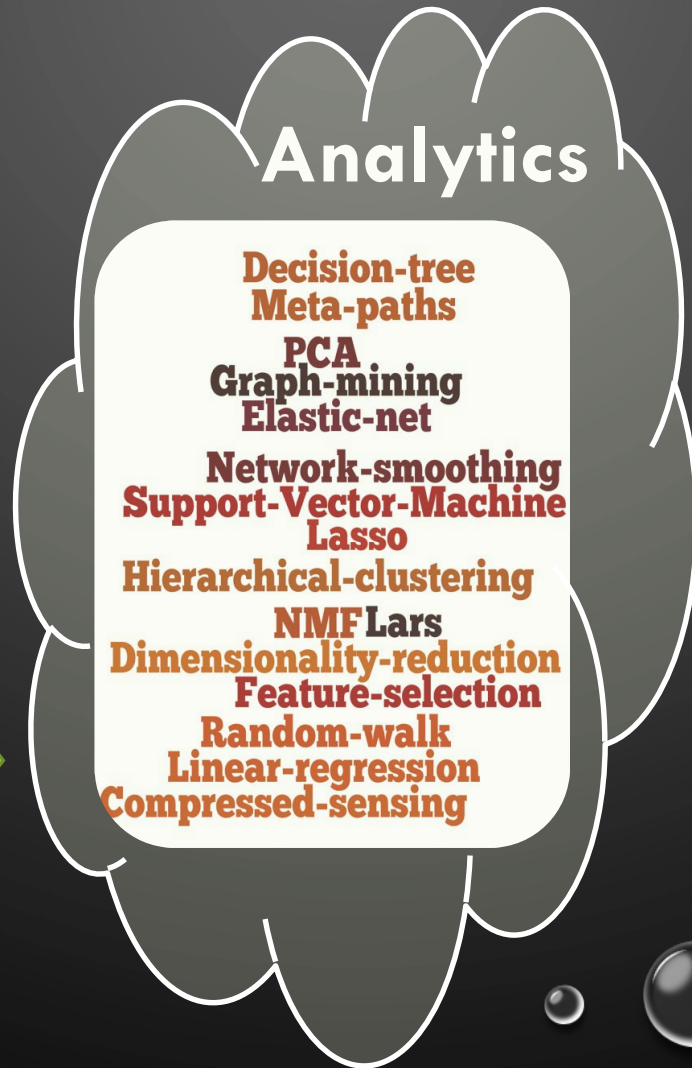 Analytics
Decision-tree
Meta-paths
PCA
Graph-mining
Elastic-net
Network-smoothing
Support-Vector-Machine
Lasso
Hierarchical-clustering
NMF Lars
Dimensionality-reduction
Feature-selection
Random-walk
Linear-regression
Compressed-sensing